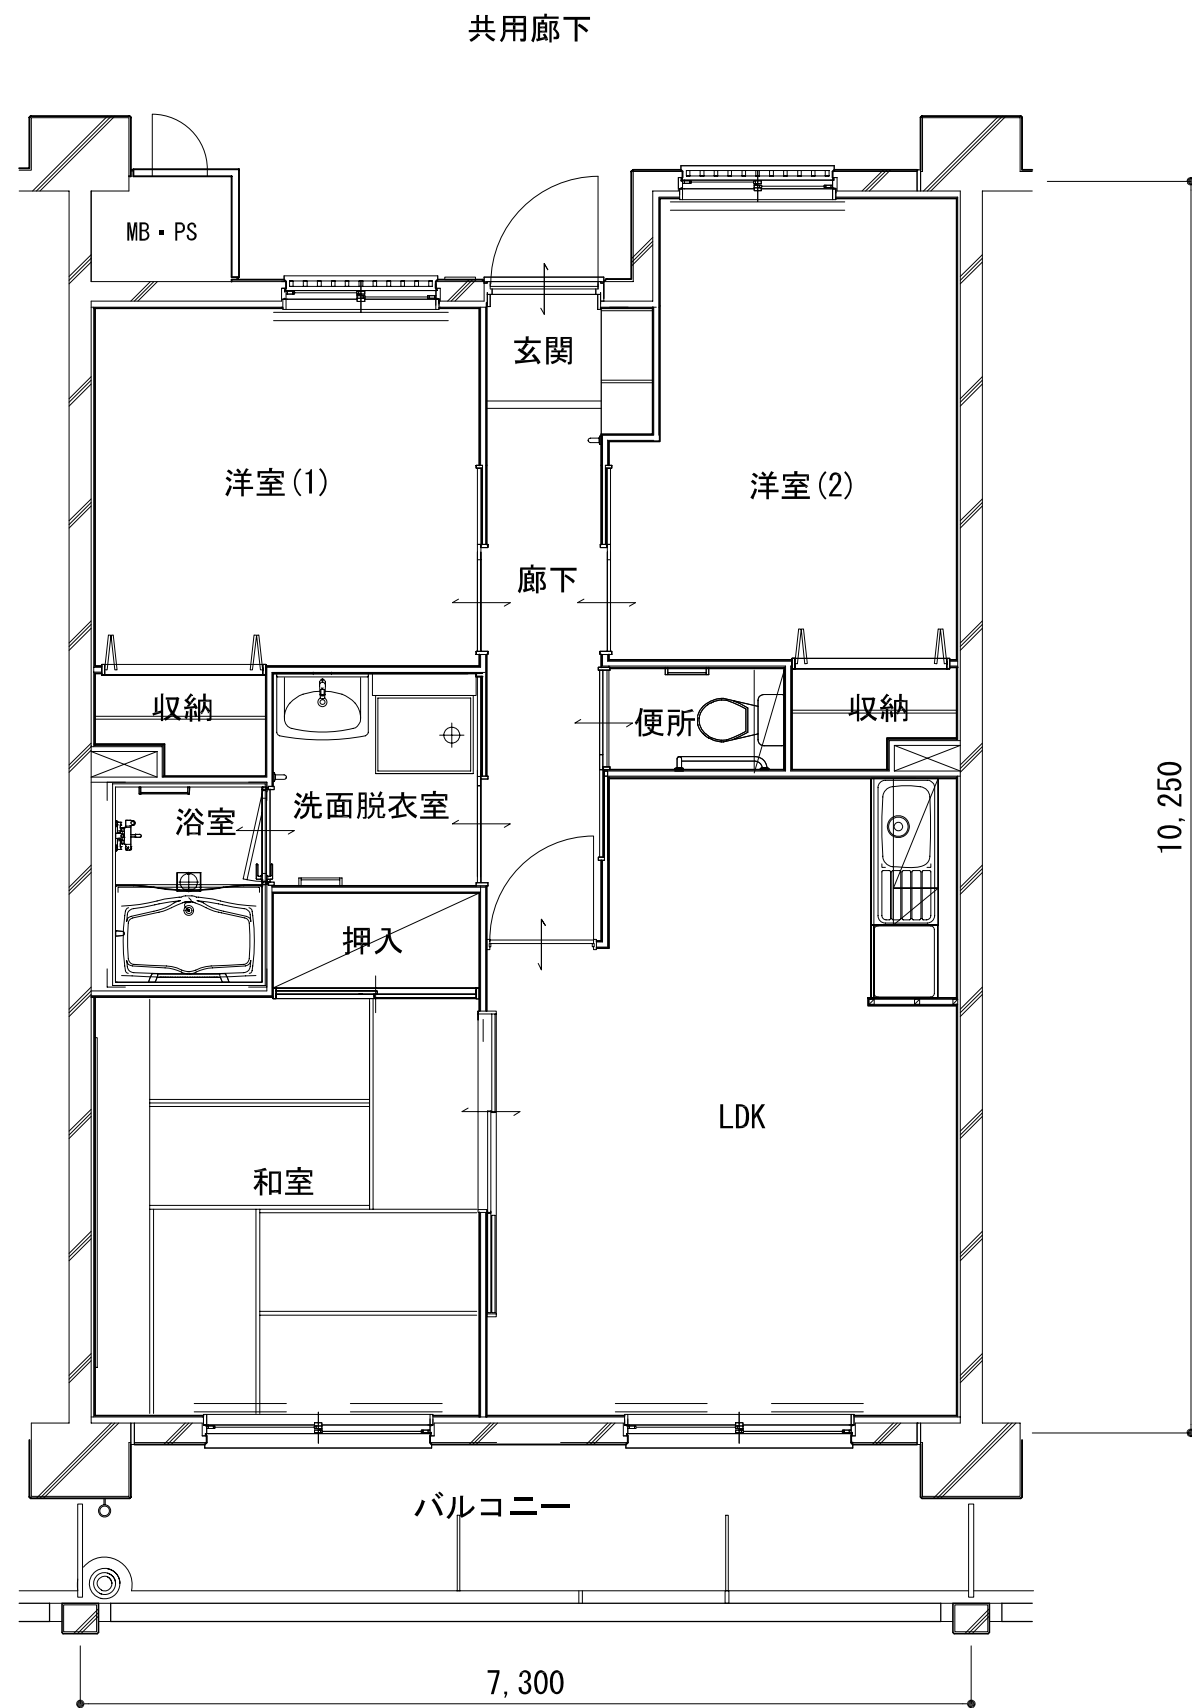 共用廊下
MB・PS
玄関
洋室(1)
洋室(2)
廊下
収納
便所
収納
浴室
洗面脱衣室
押入
10,250
LDK
和室
バルコニー
7,300